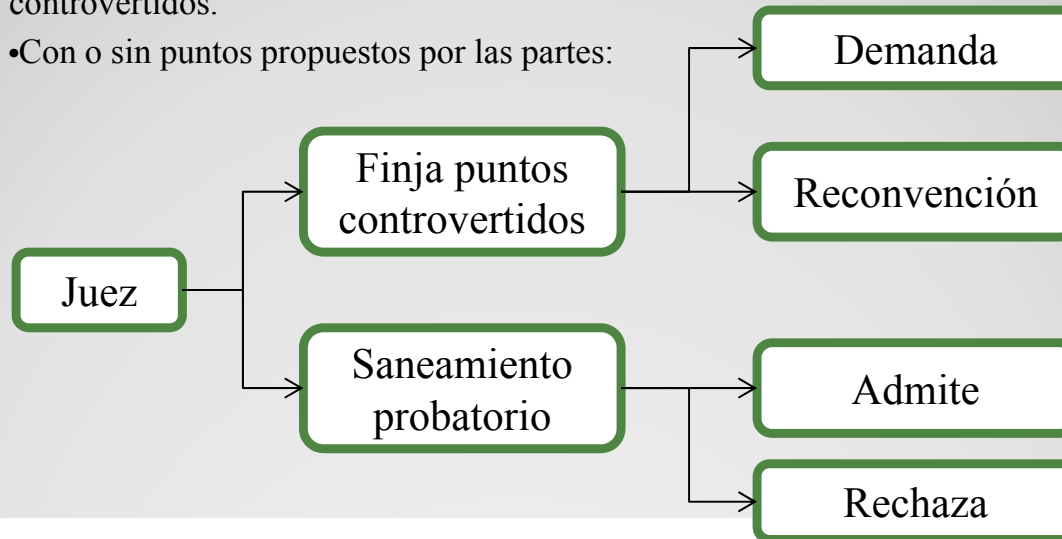 controvertidos.
•Con o sin puntos propuestos por las partes:
Demanda
Finja puntos
controvertidos
Reconvención
Juez
Saneamiento
probatorio
Admite
Rechaza